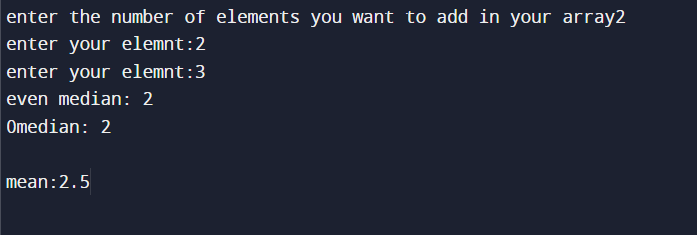 enter the number of elements you want to add in your array2
enter your elemnt:2
enter your elemnt:3
even median: 2
0median: 2
mean:2.5